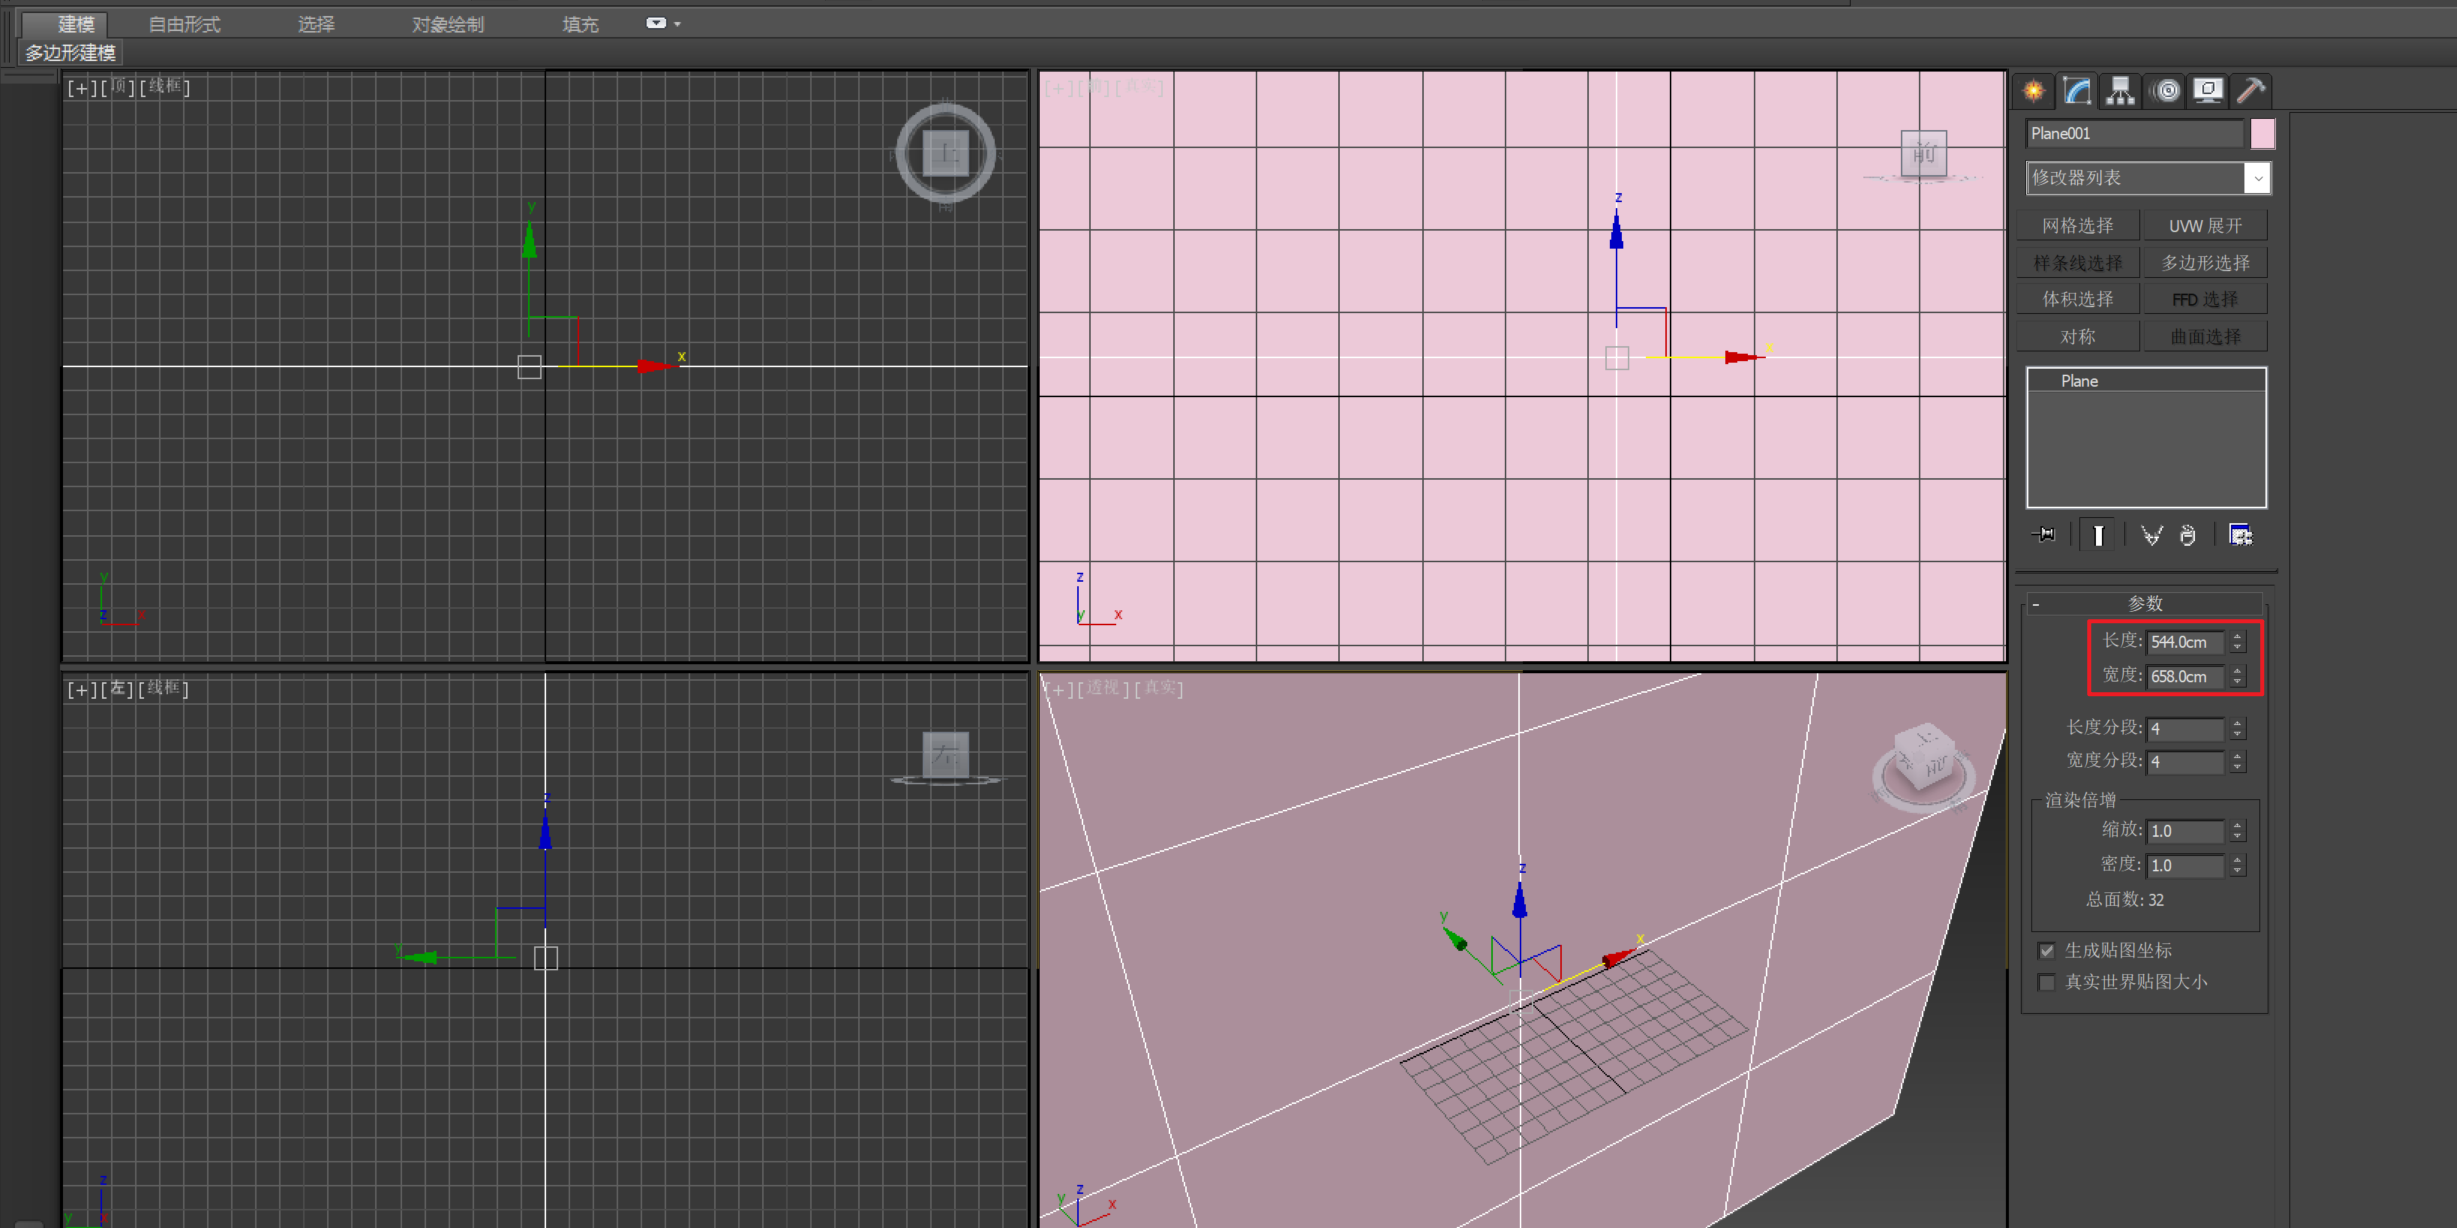 建模 自由形式 选择 对象绘制 填充
多边形建模
[+][顶][线框]
上
南
y
x
y
z x
[+][前][真实]
前
z
x
z
y x
[+][左][线框]
左
z
y
z
y x
[+][透视][真实]
上
前
z
y
x
y z x
Plane001
修改器列表
网格选择 UVW 展开
样条线选择 多边形选择
体积选择 FFD 选择
对称 曲面选择
Plane
- 参数
长度: 544.0cm
宽度: 658.0cm
长度分段: 4
宽度分段: 4
渲染倍增
缩放: 1.0
密度: 1.0
总面数: 32
生成贴图坐标
真实世界贴图大小